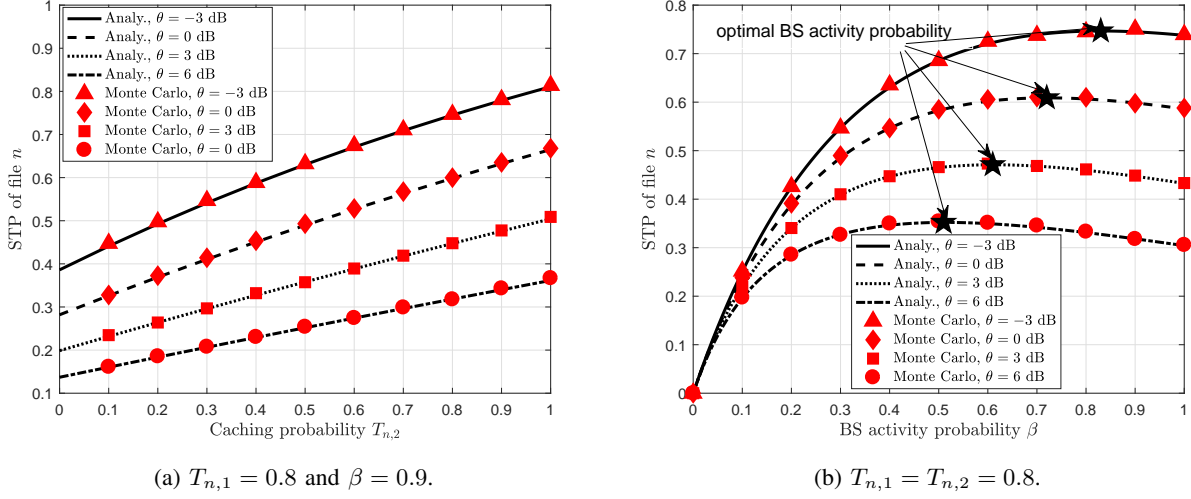 Analy., θ = −3 dB
Analy., θ = 0 dB
Analy., θ = 3 dB
Analy., θ = 6 dB
Monte Carlo, θ = −3 dB
Monte Carlo, θ = 0 dB
Monte Carlo, θ = 3 dB
Monte Carlo, θ = 0 dB
1
0.9
0.8
0.7
0.6
0.5
0.4
0.3
0.2
0.1
STP of file n
0 0.1 0.2 0.3 0.4 0.5 0.6 0.7 0.8 0.9 1
Caching probability T_{n,2}
(a) T_{n,1} = 0.8 and β = 0.9.
optimal BS activity probability
0.8
0.7
0.6
0.5
0.4
0.3
0.2
0.1
0
STP of file n
Analy., θ = −3 dB
Analy., θ = 0 dB
Analy., θ = 3 dB
Analy., θ = 6 dB
Monte Carlo, θ = −3 dB
Monte Carlo, θ = 0 dB
Monte Carlo, θ = 3 dB
Monte Carlo, θ = 6 dB
0 0.1 0.2 0.3 0.4 0.5 0.6 0.7 0.8 0.9 1
BS activity probability β
(b) T_{n,1} = T_{n,2} = 0.8.